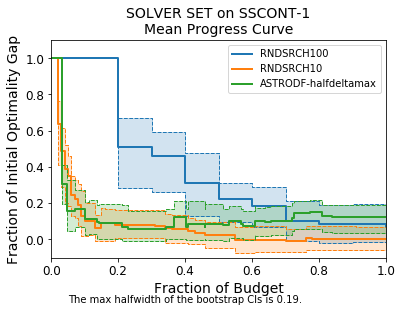 SOLVER SET on SSCONT-1
Mean Progress Curve
Fraction of Initial Optimality Gap
1.0
0.8
0.6
0.4
0.2
0.0
RNDSRCH100
RNDSRCH10
ASTRODF-halfdeltamax
0.0 0.2 0.4 0.6 0.8 1.0
Fraction of Budget
The max halfwidth of the bootstrap CIs is 0.19.